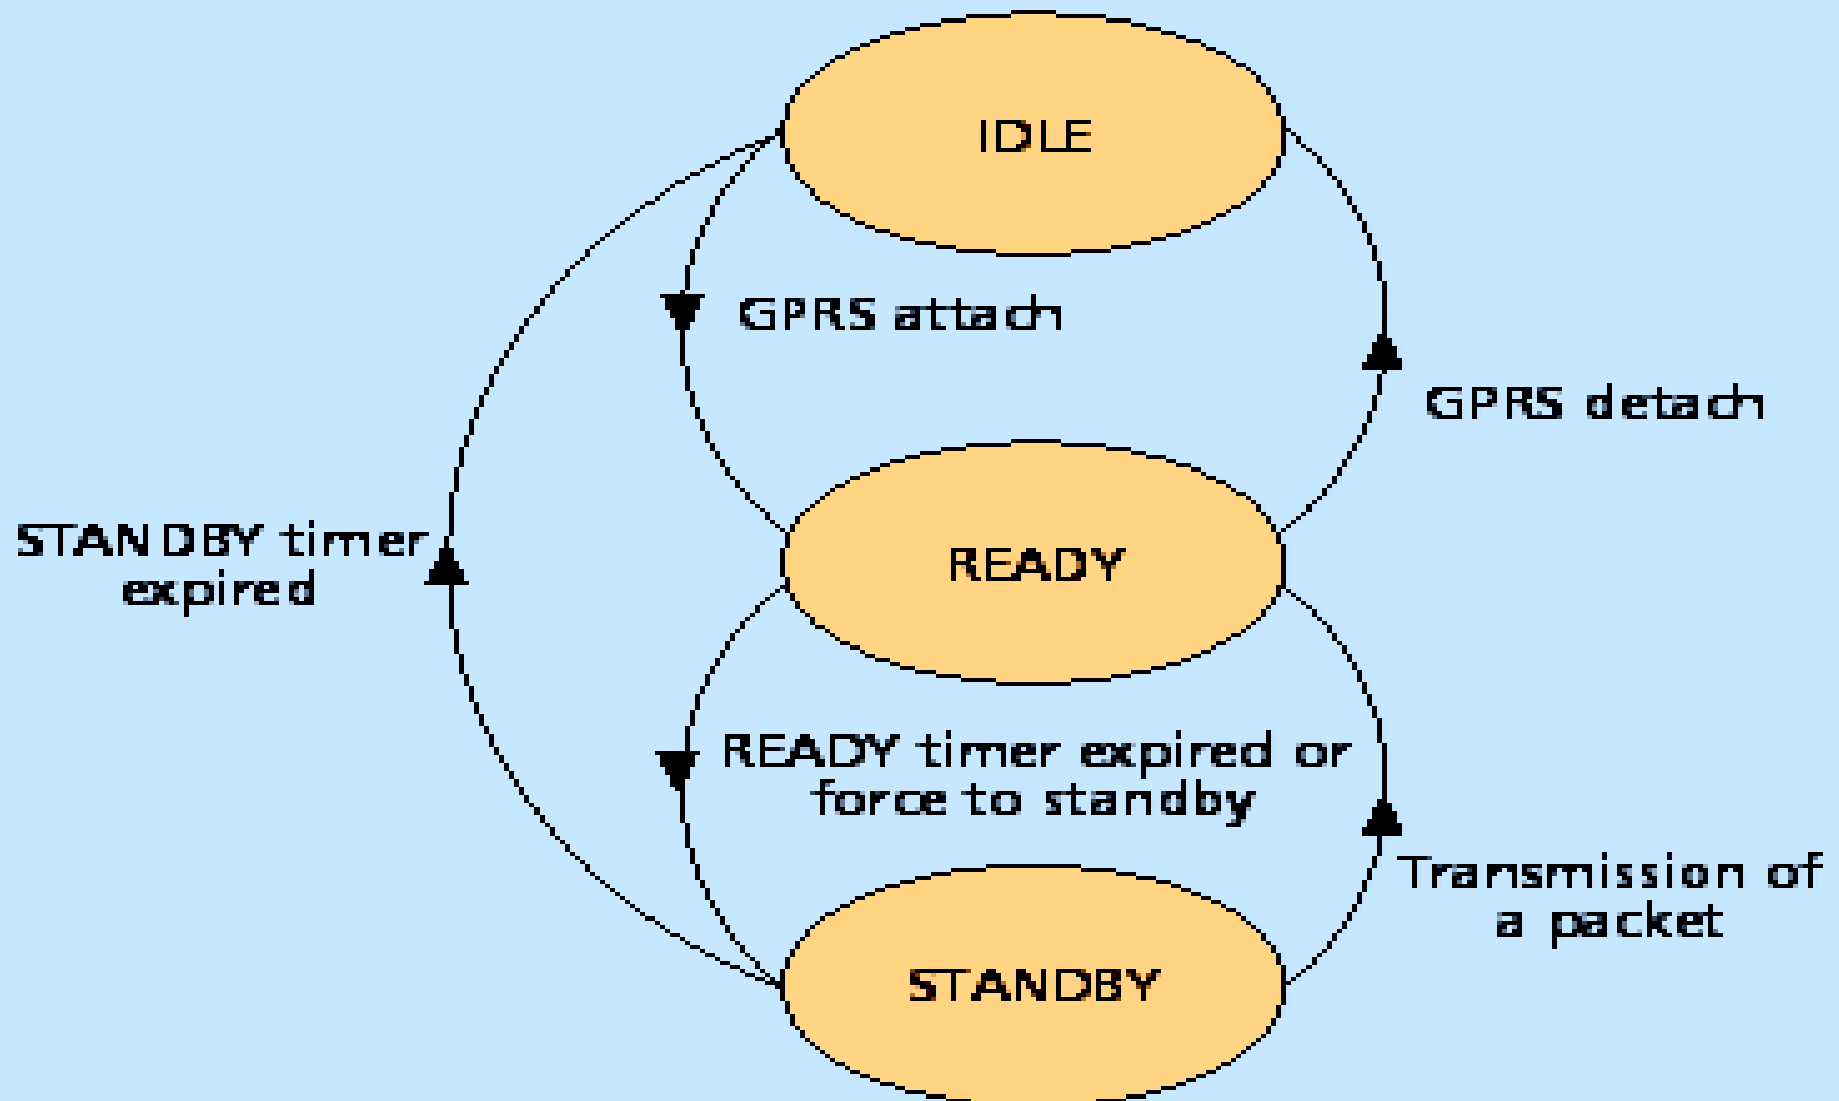 IDLE
GPRS attach
GPRS detach
STANDBY timer
expired
READY
READY timer expired or
force to standby
Transmission of
a packet
STANDBY